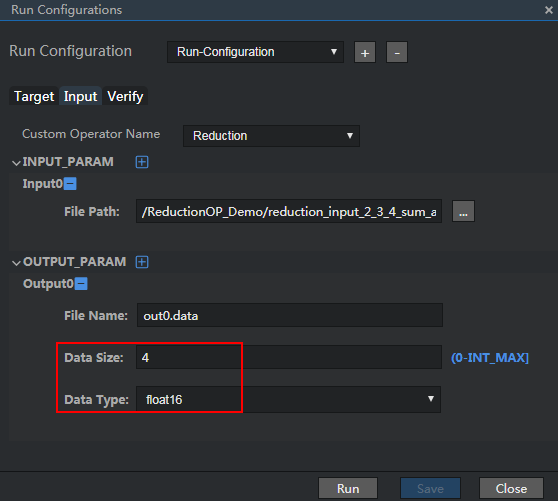 Run Configurations
Run Configuration Run-Configuration + -
Target Input Verify
Custom Operator Name Reduction
INPUT_PARAM
Input0
File Path: /ReductionOP_Demo/reduction_input_2_3_4_sum_a ...
OUTPUT_PARAM
Output0
File Name: out0.data
Data Size: 4 (0-INT_MAX]
Data Type: float16
Run Save Close